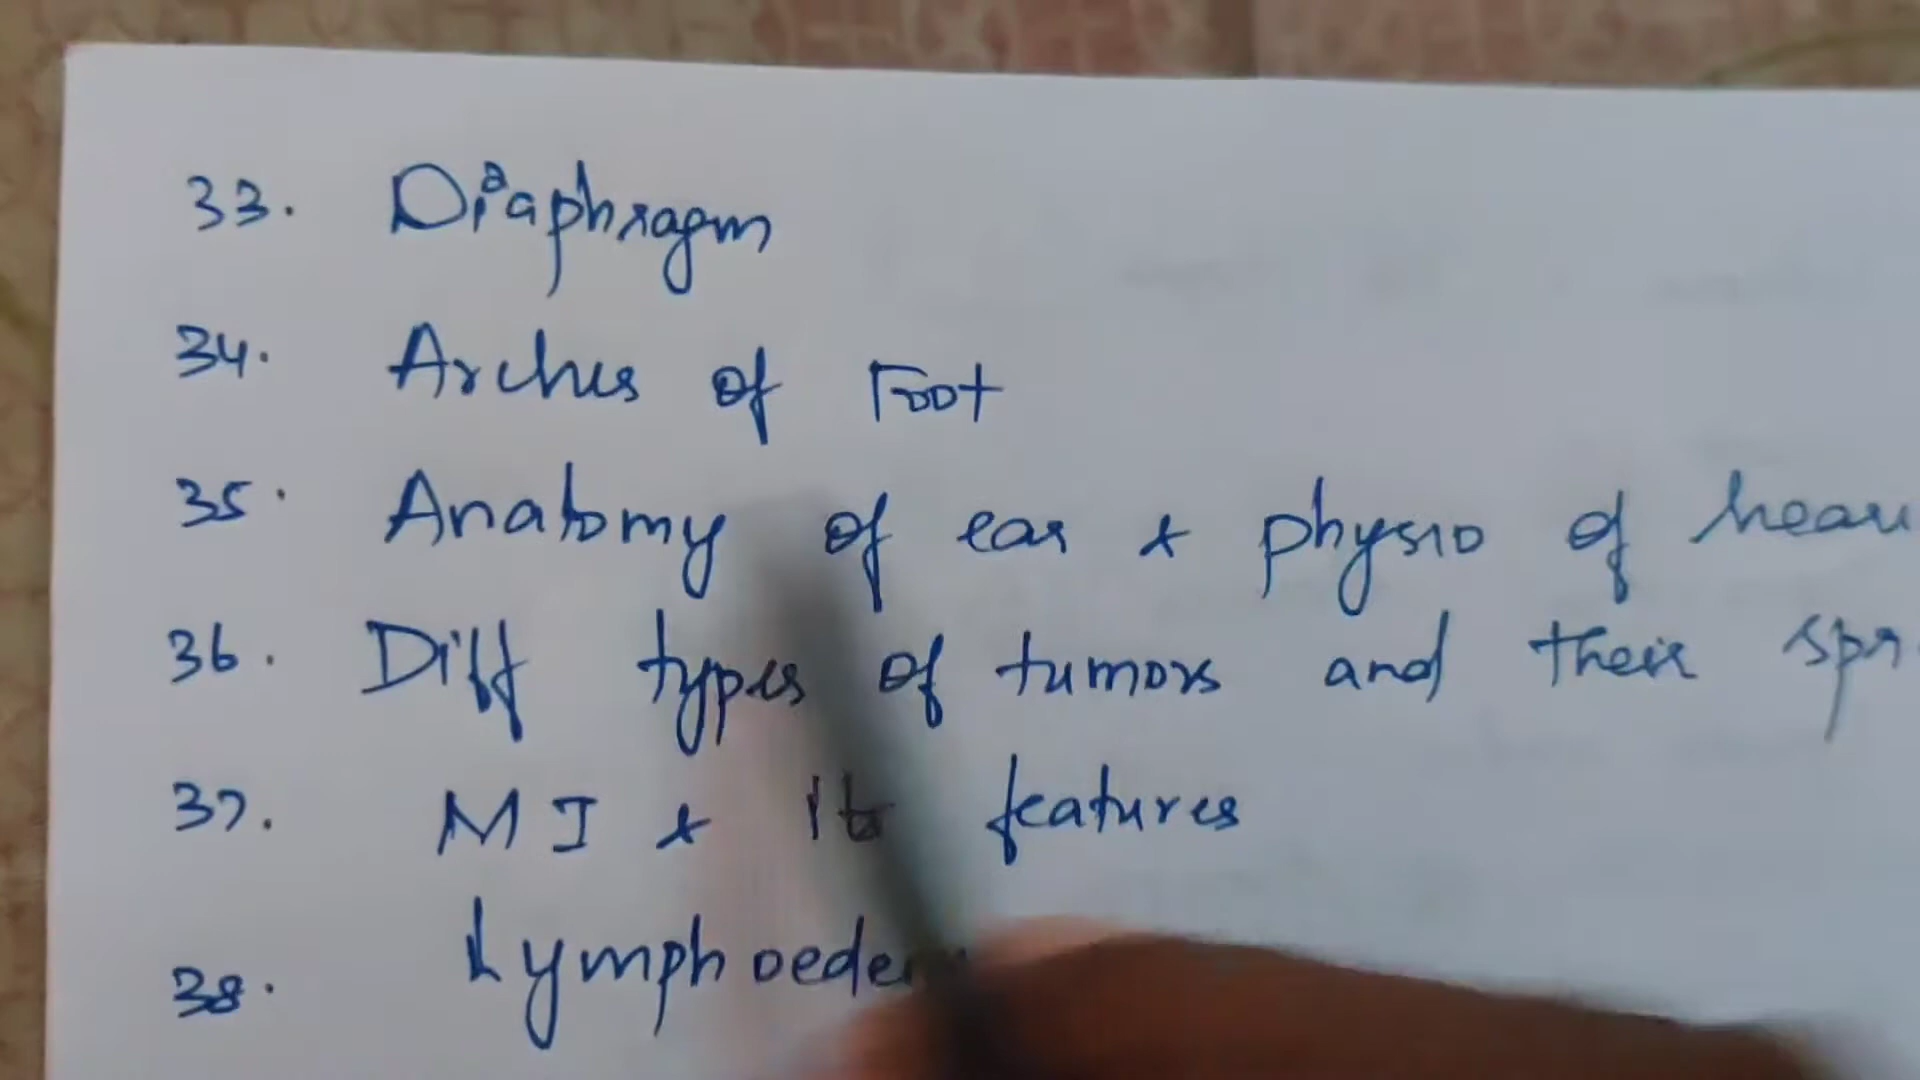 33. Diaphragm
34. Arches of Foot
35. Anatomy of ear & physio of
36. Diff types of tumors and their
37. MI & its features
38.